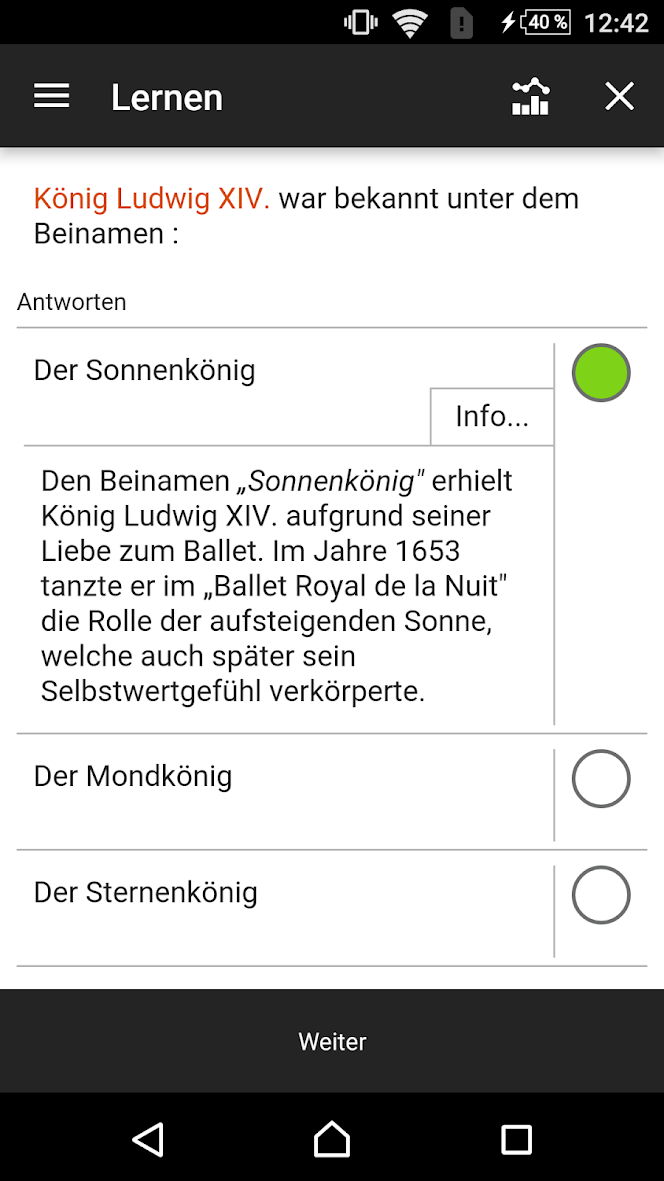 40 % 12:42
Lernen
König Ludwig XIV. war bekannt unter dem
Beinamen :
Antworten
Der Sonnenkönig
Info...
Den Beinamen „Sonnenkönig" erhielt
König Ludwig XIV. aufgrund seiner
Liebe zum Ballet. Im Jahre 1653
tanzte er im „Ballet Royal de la Nuit"
die Rolle der aufsteigenden Sonne,
welche auch später sein
Selbstwertgefühl verkörperte.
Der Mondkönig
Der Sternenkönig
Weiter